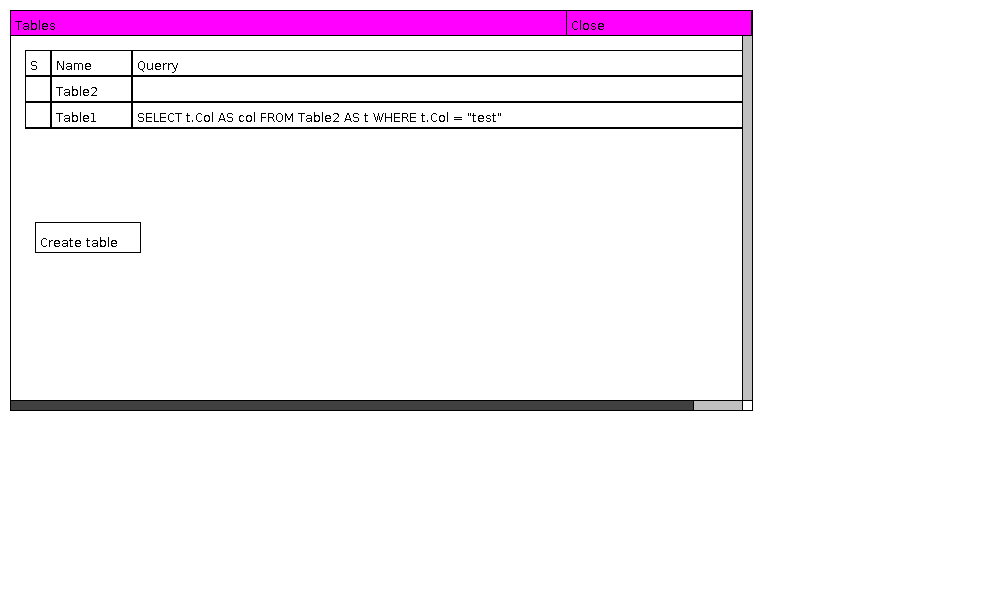 Tables Close
S Name Querry
Table2
Table1 SELECT t.Col AS col FROM Table2 AS t WHERE t.Col = "test"
Create table